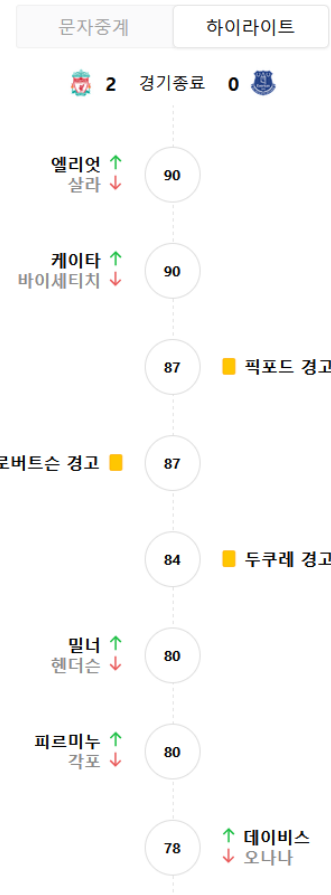 문자중계 하이라이트
2 경기종료 0
엘리엇
살라
90
케이타
바이세티치
90
87
픽포드 경고
로버트슨 경고
87
84
두쿠레 경고
밀너
헨더슨
80
피르미누
각포
80
78
데이비스
오나나